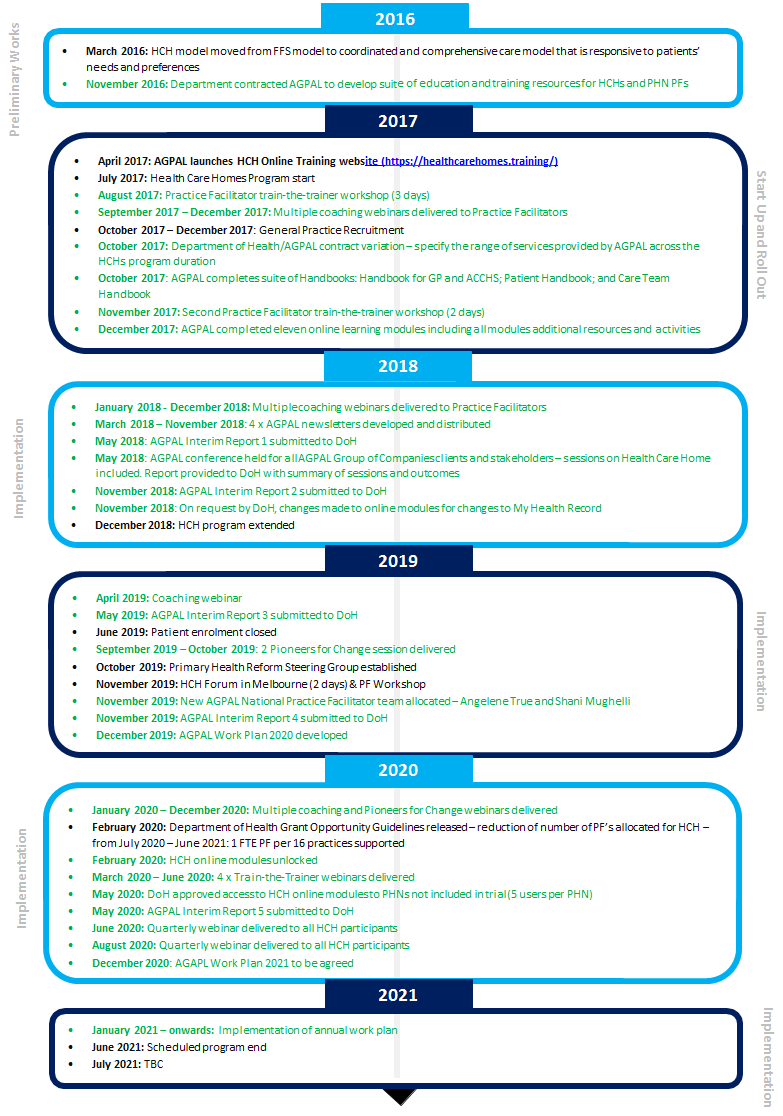 2016
Preliminary Works
• March 2016: HCH model moved from FFS model to coordinated and comprehensive care model that is responsive to patients'
needs and preferences
• November 2016: Department contracted AGPAL to develop suite of education and training resources for HCHs and PHN PFs
2017
Start Up and Roll Out
• April 2017: AGPAL launches HCH Online Training website (https://healthcarehomes.training/)
• July 2017: Health Care Homes Program start
• August 2017: Practice Facilitator train-the-trainer workshop (3 days)
• September 2017 – December 2017: Multiple coaching webinars delivered to Practice Facilitators
• October 2017 – December 2017: General Practice Recruitment
• October 2017: Department of Health/AGPAL contract variation – specify the range of services provided by AGPAL across the
HCHs program duration
• October 2017: AGPAL completes suite of Handbooks: Handbook for GP and ACCHS; Patient Handbook; and Care Team
Handbook
• November 2017: Second Practice Facilitator train-the-trainer workshop (2 days)
• December 2017: AGPAL completed eleven online learning modules including all modules additional resources and activities
2018
Implementation
• January 2018 - December 2018: Multiple coaching webinars delivered to Practice Facilitators
• March 2018 – November 2018: 4 x AGPAL newsletters developed and distributed
• May 2018: AGPAL Interim Report 1 submitted to DoH
• May 2018: AGPAL conference held for all AGPAL Group of Companies clients and stakeholders – sessions on Health Care Home
included. Report provided to DoH with summary of sessions and outcomes
• November 2018: AGPAL Interim Report 2 submitted to DoH
• November 2018: On request by DoH, changes made to online modules for changes to My Health Record
• December 2018: HCH program extended
2019
Implementation
• April 2019: Coaching webinar
• May 2019: AGPAL Interim Report 3 submitted to DoH
• June 2019: Patient enrolment closed
• September 2019 – October 2019: 2 Pioneers for Change session delivered
• October 2019: Primary Health Reform Steering Group established
• November 2019: HCH Forum in Melbourne (2 days) & PF Workshop
• November 2019: New AGPAL National Practice Facilitator team allocated – Angelene True and Shani Mughelli
• November 2019: AGPAL Interim Report 4 submitted to DoH
• December 2019: AGPAL Work Plan 2020 developed
2020
Implementation
• January 2020 – December 2020: Multiple coaching and Pioneers for Change webinars delivered
• February 2020: Department of Health Grant Opportunity Guidelines released – reduction of number of PF's allocated for HCH –
from July 2020 – June 2021: 1 FTE PF per 16 practices supported
• February 2020: HCH online modules unlocked
• March 2020 – June 2020: 4 x Train-the-Trainer webinars delivered
• May 2020: DoH approved access to HCH online modules to PHNs not included in trial (5 users per PHN)
• May 2020: AGPAL Interim Report 5 submitted to DoH
• June 2020: Quarterly webinar delivered to all HCH participants
• August 2020: Quarterly webinar delivered to all HCH participants
• December 2020: AGAPL Work Plan 2021 to be agreed
2021
Implementation
• January 2021 – onwards: Implementation of annual work plan
• June 2021: Scheduled program end
• July 2021: TBC